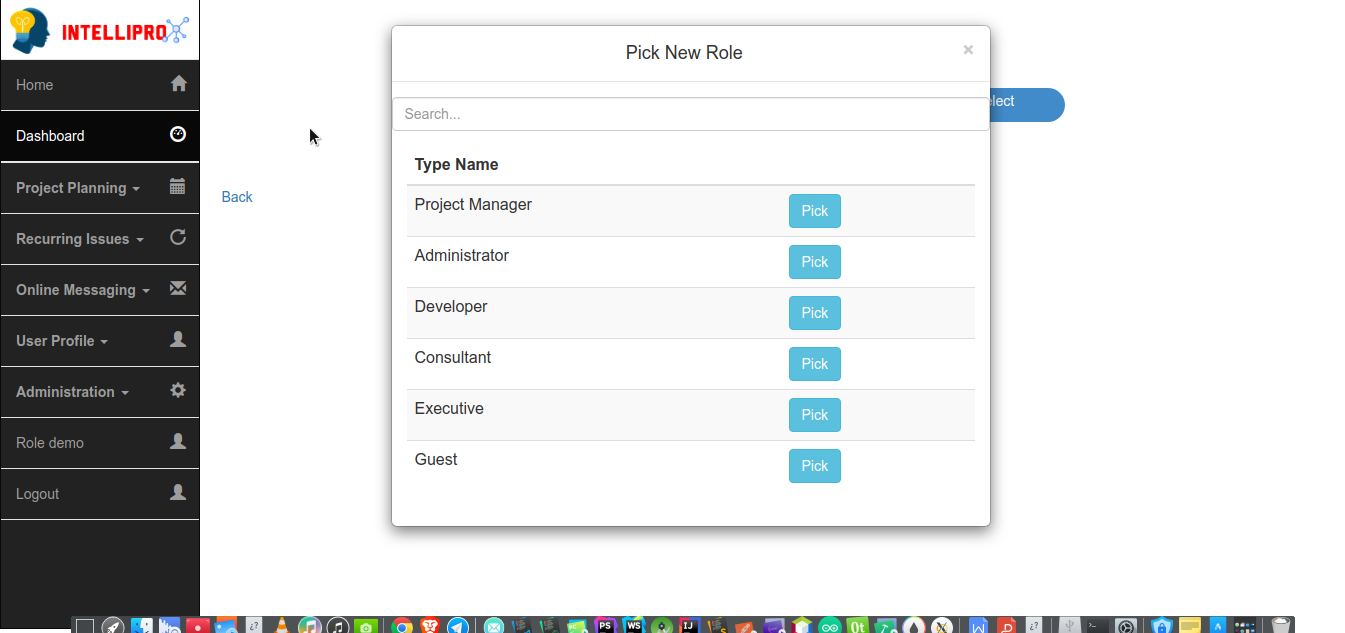 INTELLIPRO
Home
Dashboard
Project Planning
Recurring Issues
Online Messaging
User Profile
Administration
Role demo
Logout
Back
Pick New Role
×
elect
Search...
Type Name
Project Manager Pick
Administrator Pick
Developer Pick
Consultant Pick
Executive Pick
Guest Pick
PS
WS
IJ
Qt